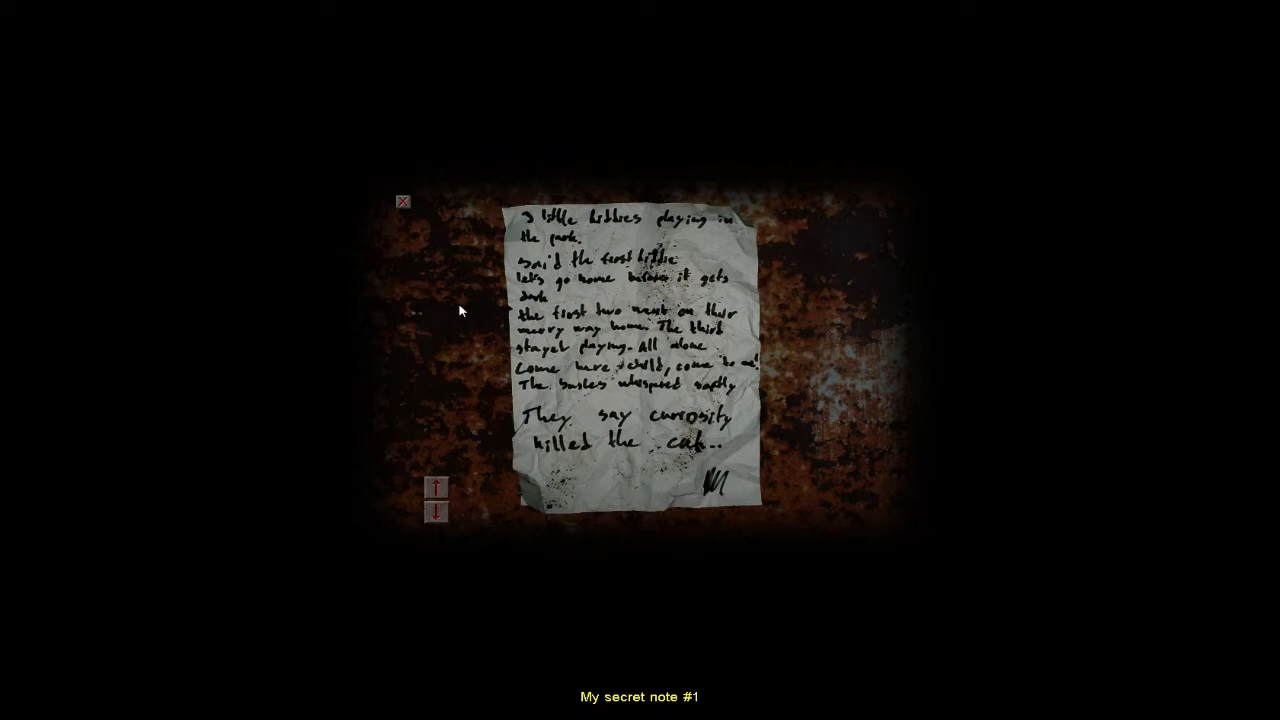 3 little kiddies playing in
the park.
said the first kiddie
let's go home before it gets
dark
the first two went on their
merry way home. The third
stayed playing. All alone
Come here child, come to me!
The bushes whispered softly
They say curiosity
killed the cat...
My secret note #1